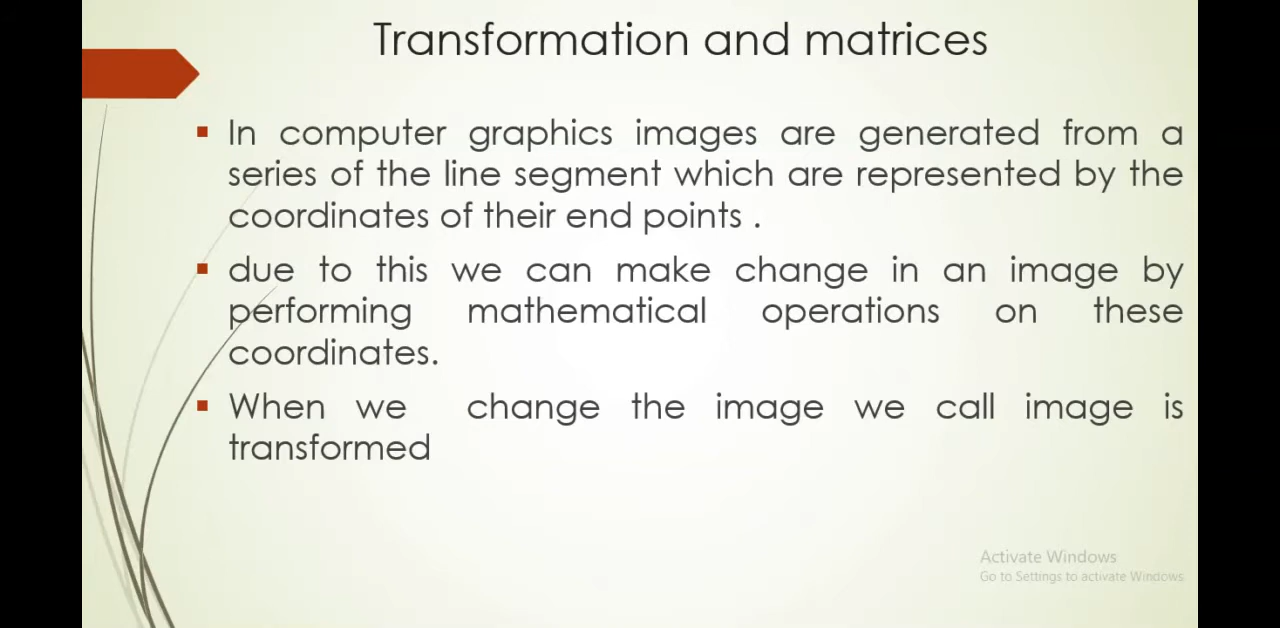 Transformation and matrices
In computer graphics images are generated from a
series of the line segment which are represented by the
coordinates of their end points .
due to this we can make change in an image by
performing mathematical operations on these
coordinates.
When we change the image we call image is
transformed
Activate Windows
Go to Settings to activate Windows